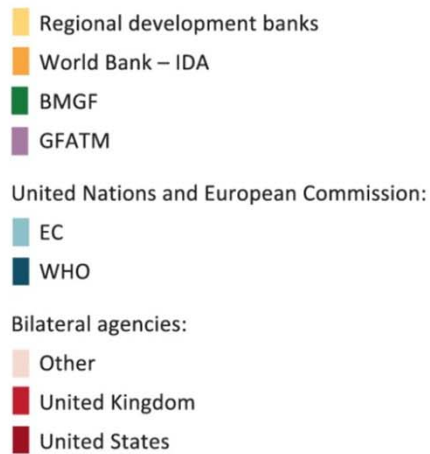 Regional development banks
World Bank – IDA
BMGF
GFATM
United Nations and European Commission:
EC
WHO
Bilateral agencies:
Other
United Kingdom
United States